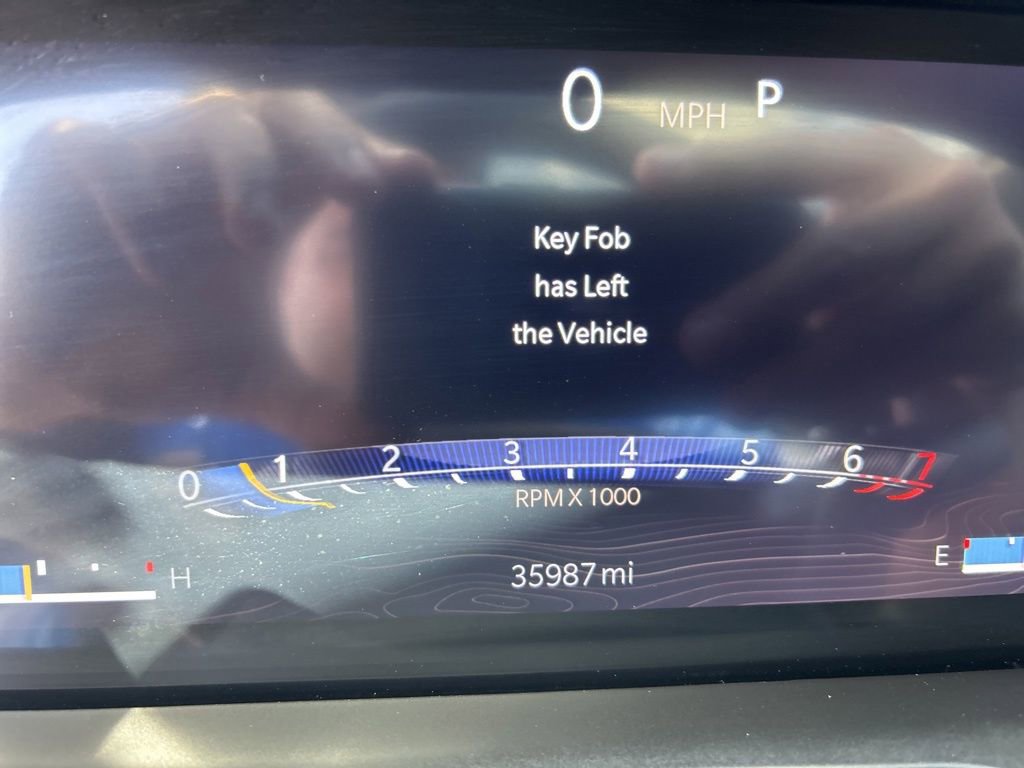 0 MPH P
Key Fob
has Left
the Vehicle
0 1 2 3 4 5 6 7
RPM X 1000
H 35987 mi E